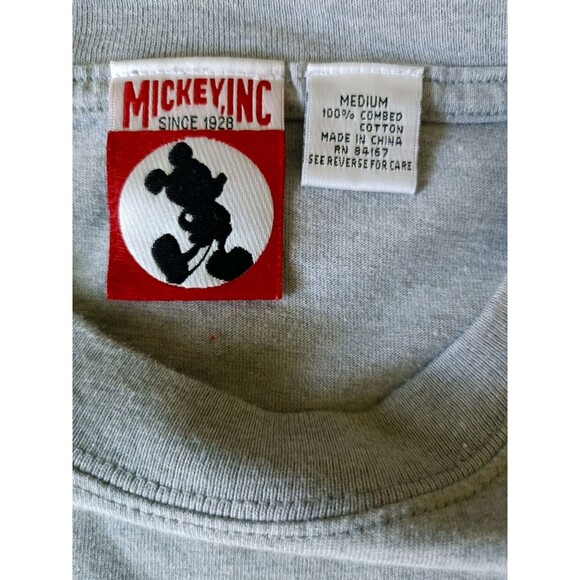 MICKEY, INC
SINCE 1928
MEDIUM
100% COMBED
COTTON
MADE IN CHINA
RN 84167
SEE REVERSE FOR CARE